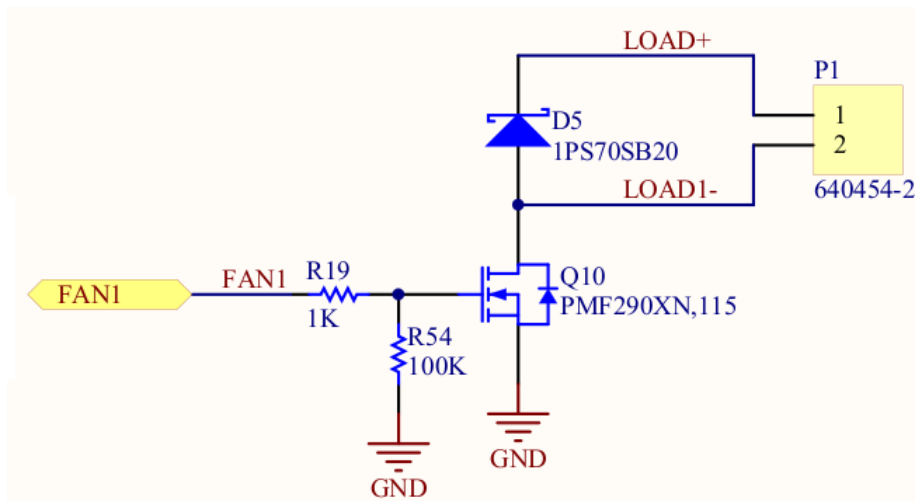 LOAD+
P1
D5
1PS70SB20
1
2
LOAD1-
640454-2
FAN1
FAN1
R19
1K
Q10
PMF290XN,115
R54
100K
GND
GND